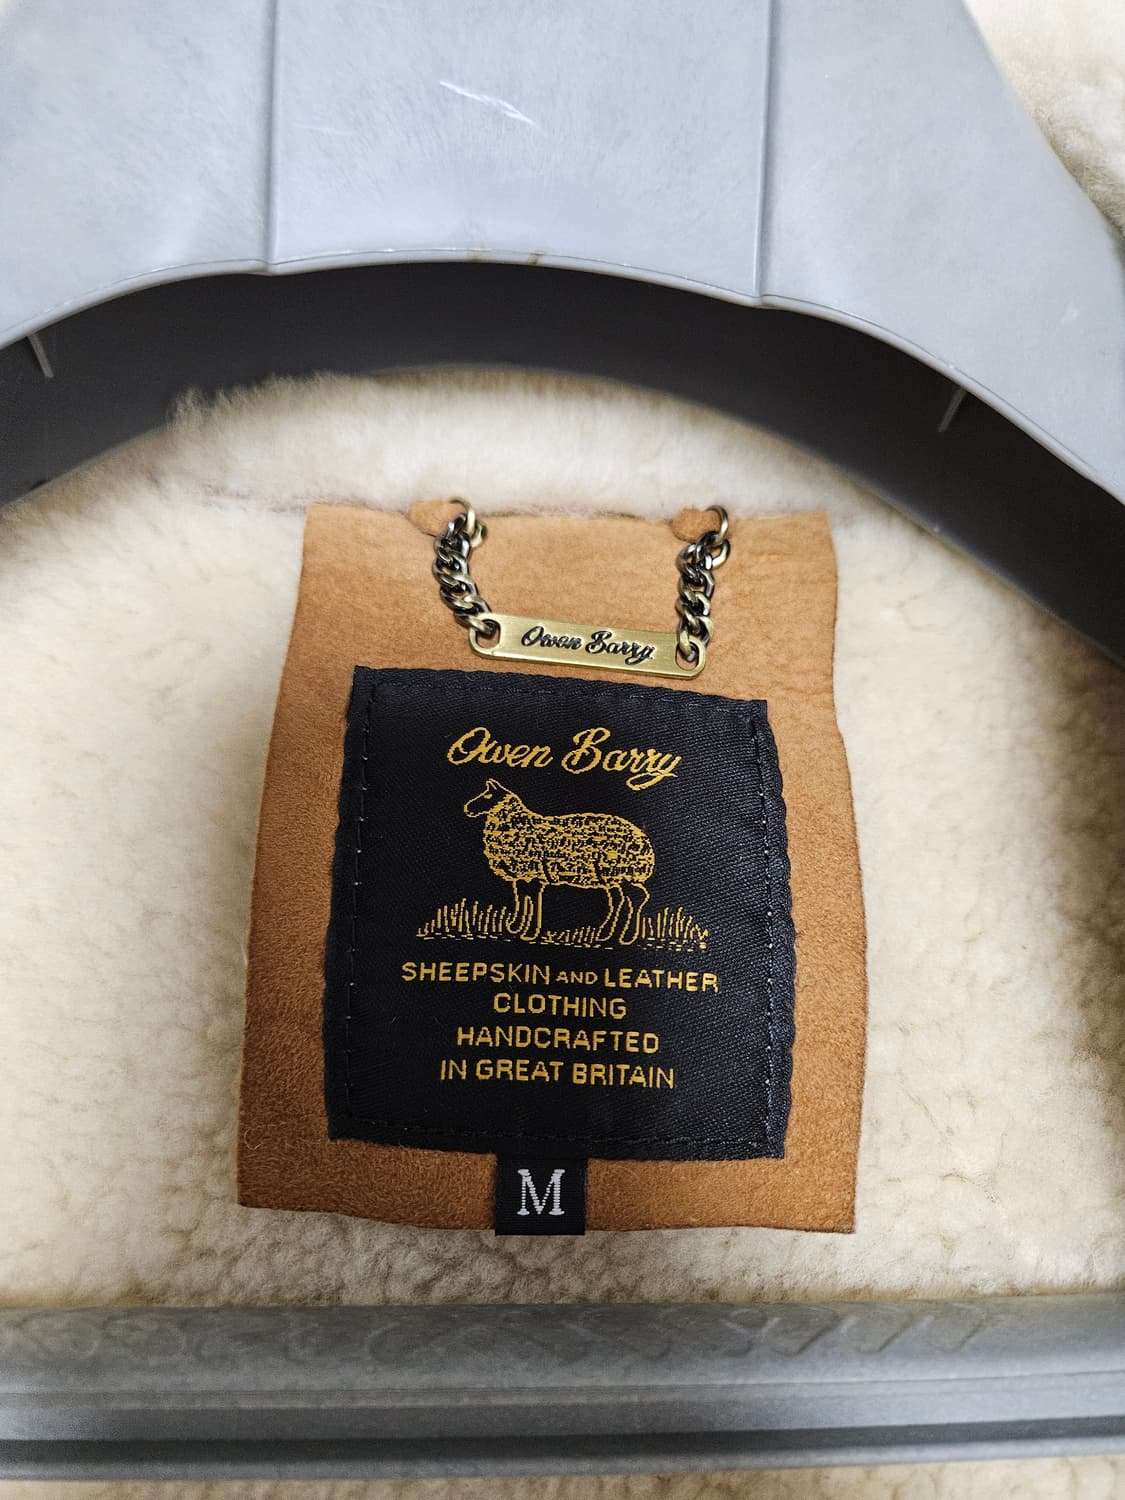 Owen Barry
Owen Barry
SHEEPSKIN AND LEATHER
CLOTHING
HANDCRAFTED
IN GREAT BRITAIN
M